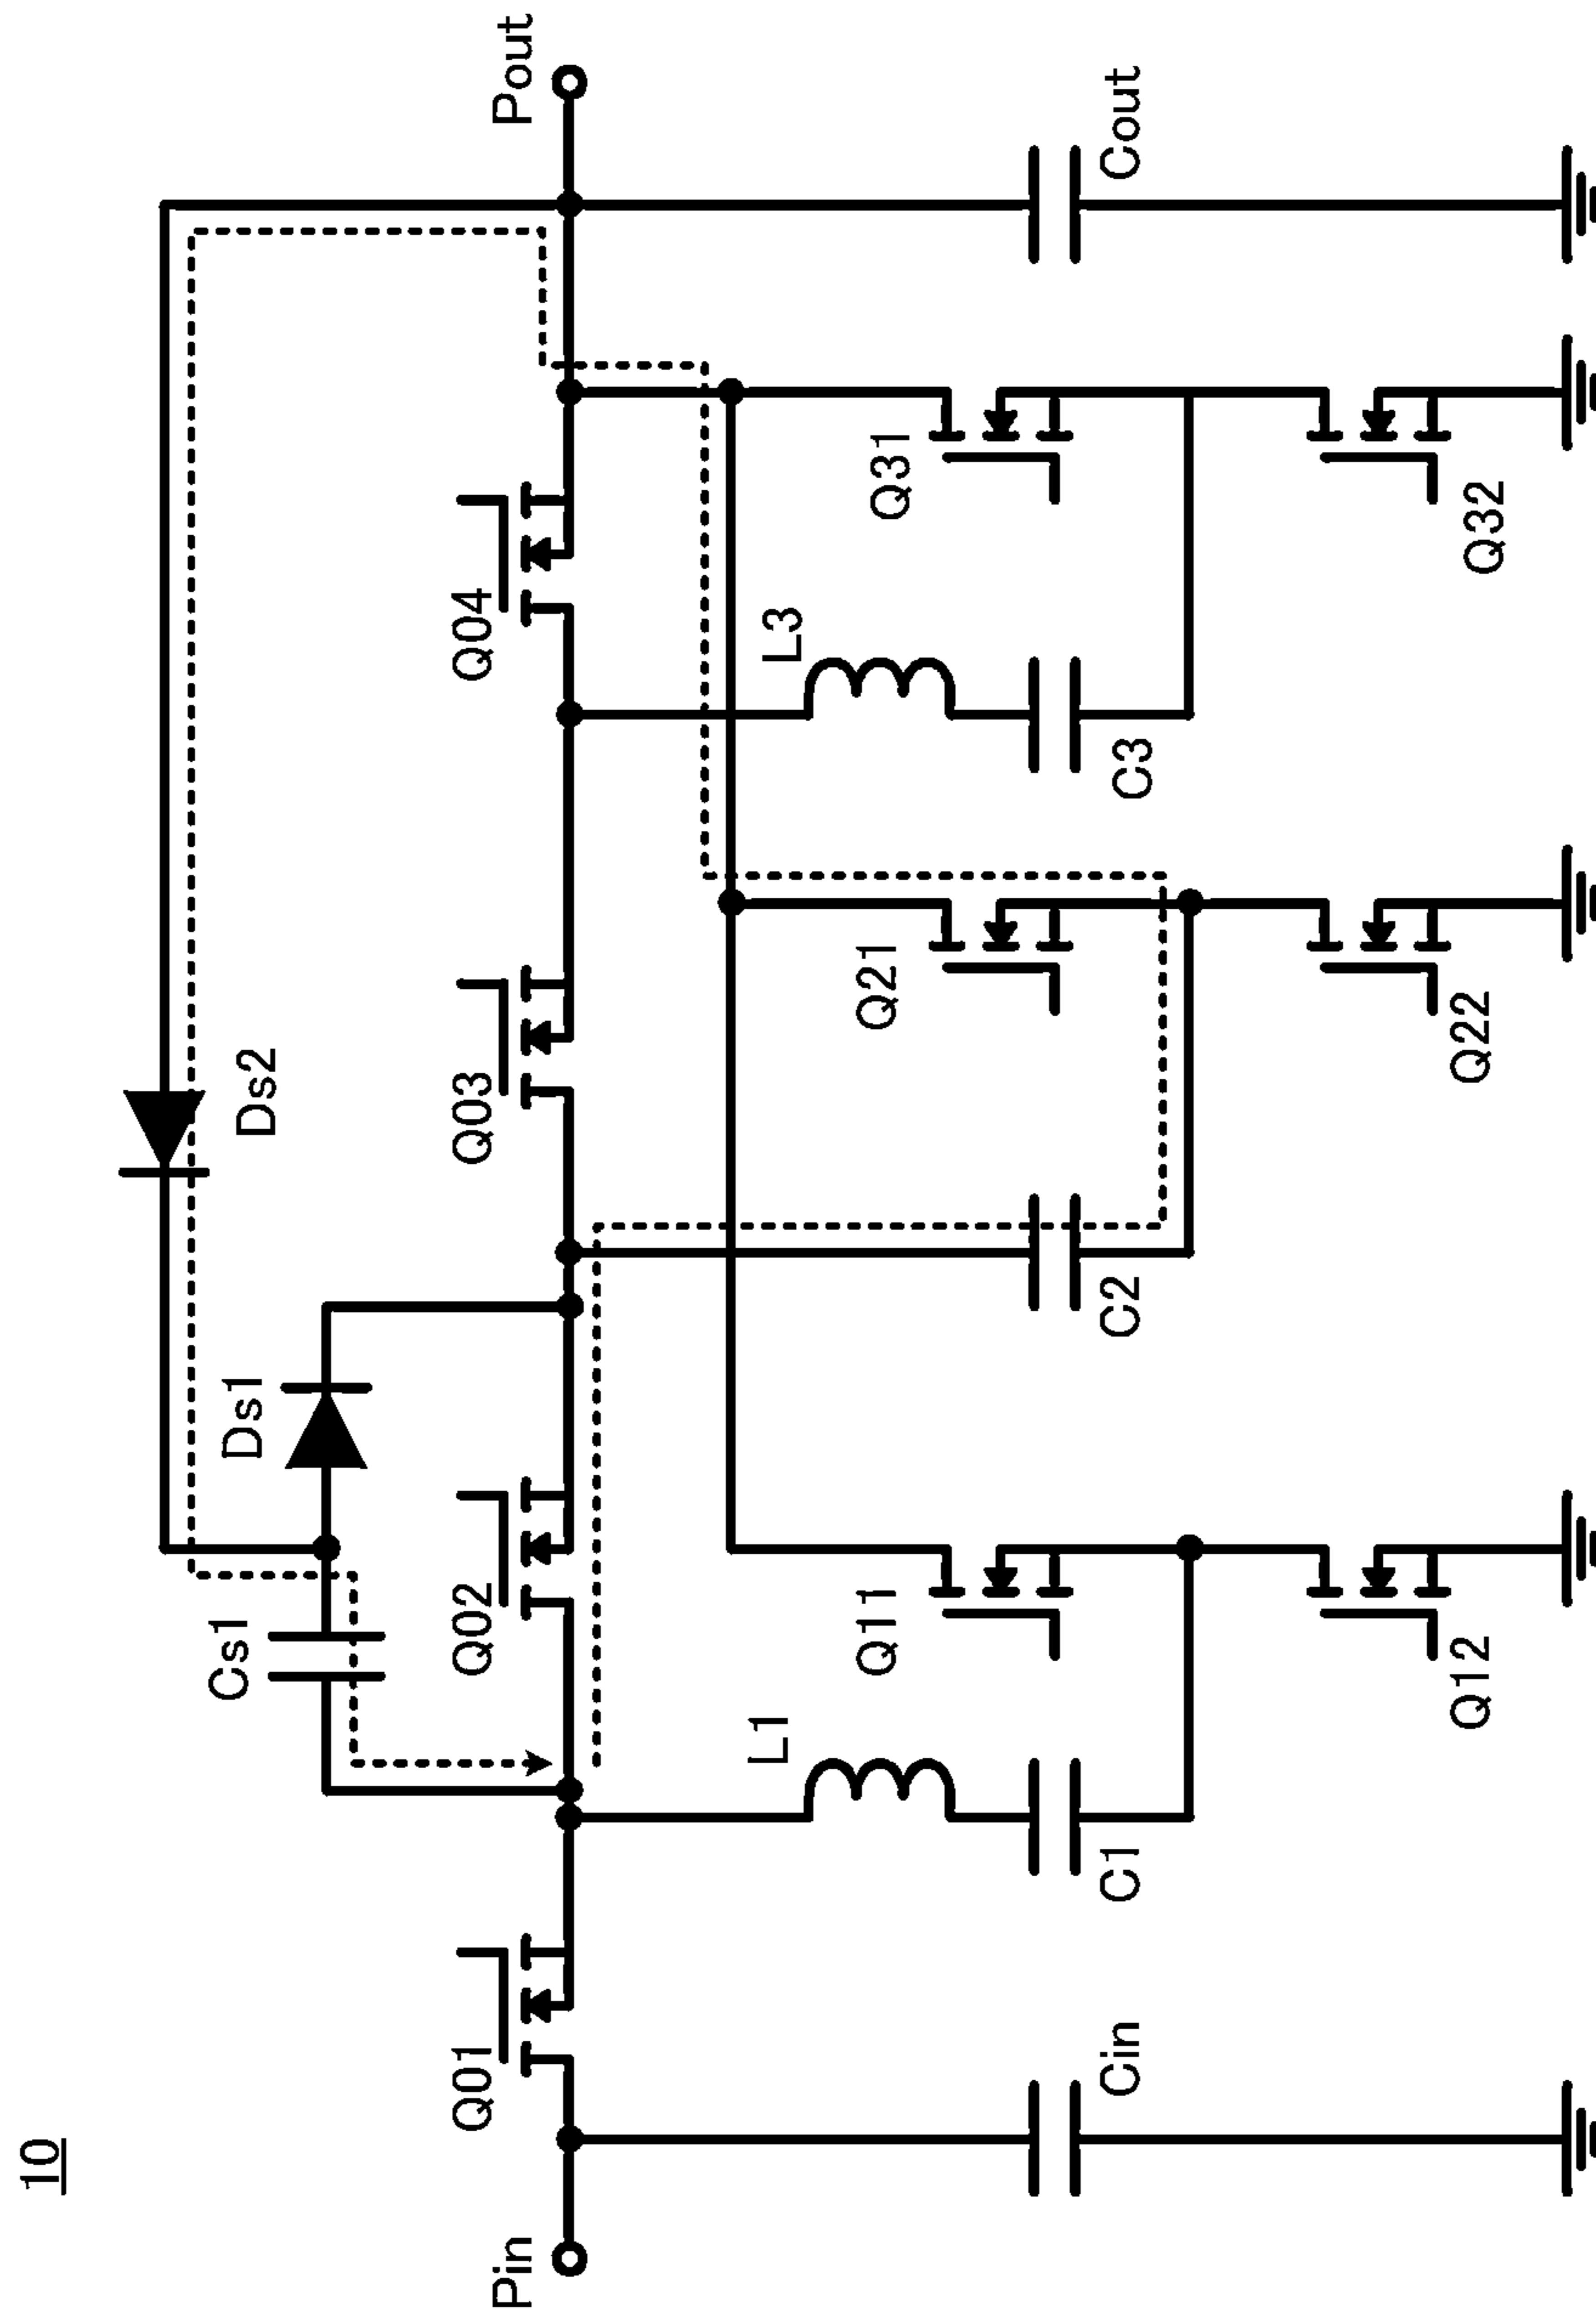 10
Ds2
Cs1
Ds1
Q01
Q02
Q03
Q04
Pin
Pout
L1
L3
Q11
Q21
Q31
Cin
C1
C2
C3
Cout
Q12
Q22
Q32